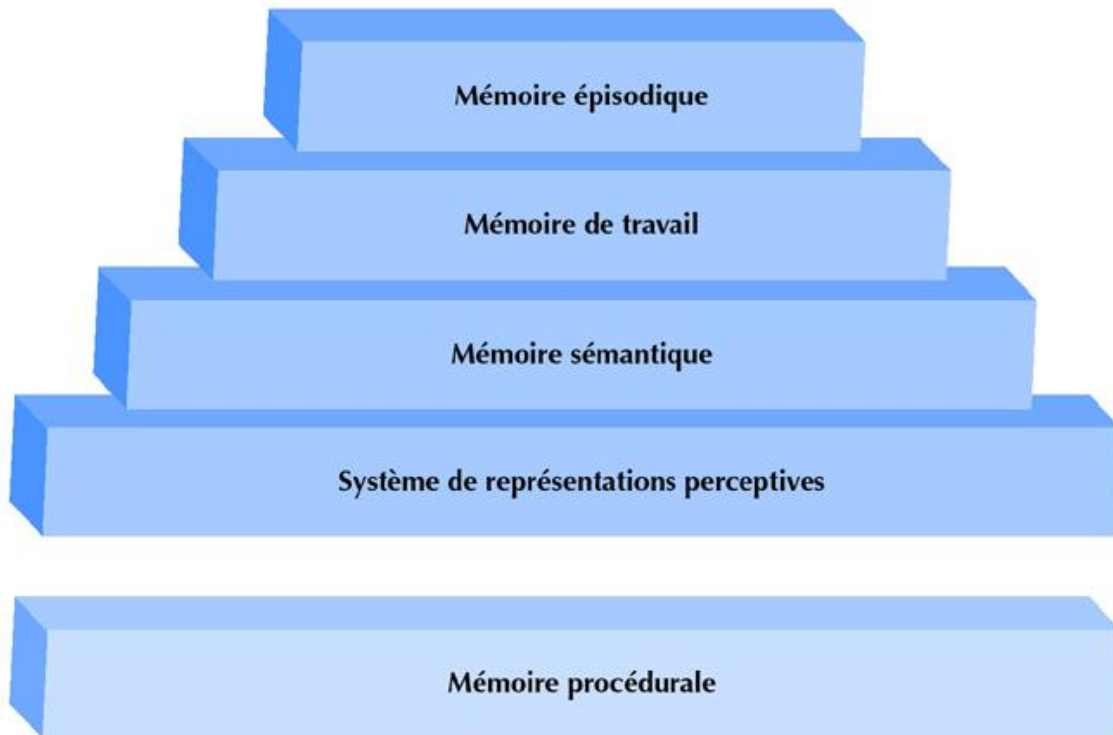 Mémoire épisodique
Mémoire de travail
Mémoire sémantique
Système de représentations perceptives
Mémoire procédurale